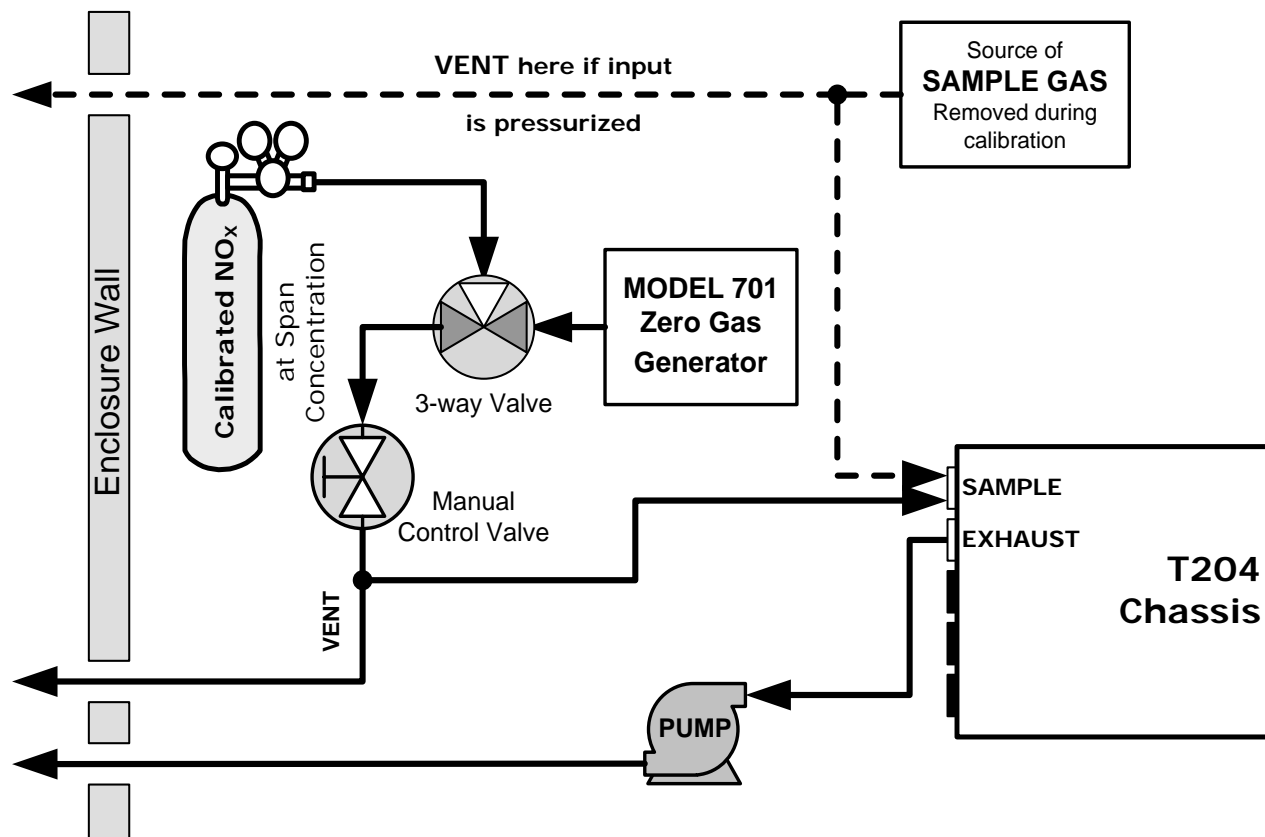 VENT here if input
is pressurized
Source of
SAMPLE GAS
Removed during
calibration
Enclosure Wall
Calibrated NOx
at Span
Concentration
MODEL 701
Zero Gas
Generator
3-way Valve
Manual
Control Valve
VENT
SAMPLE
EXHAUST
T204
Chassis
PUMP